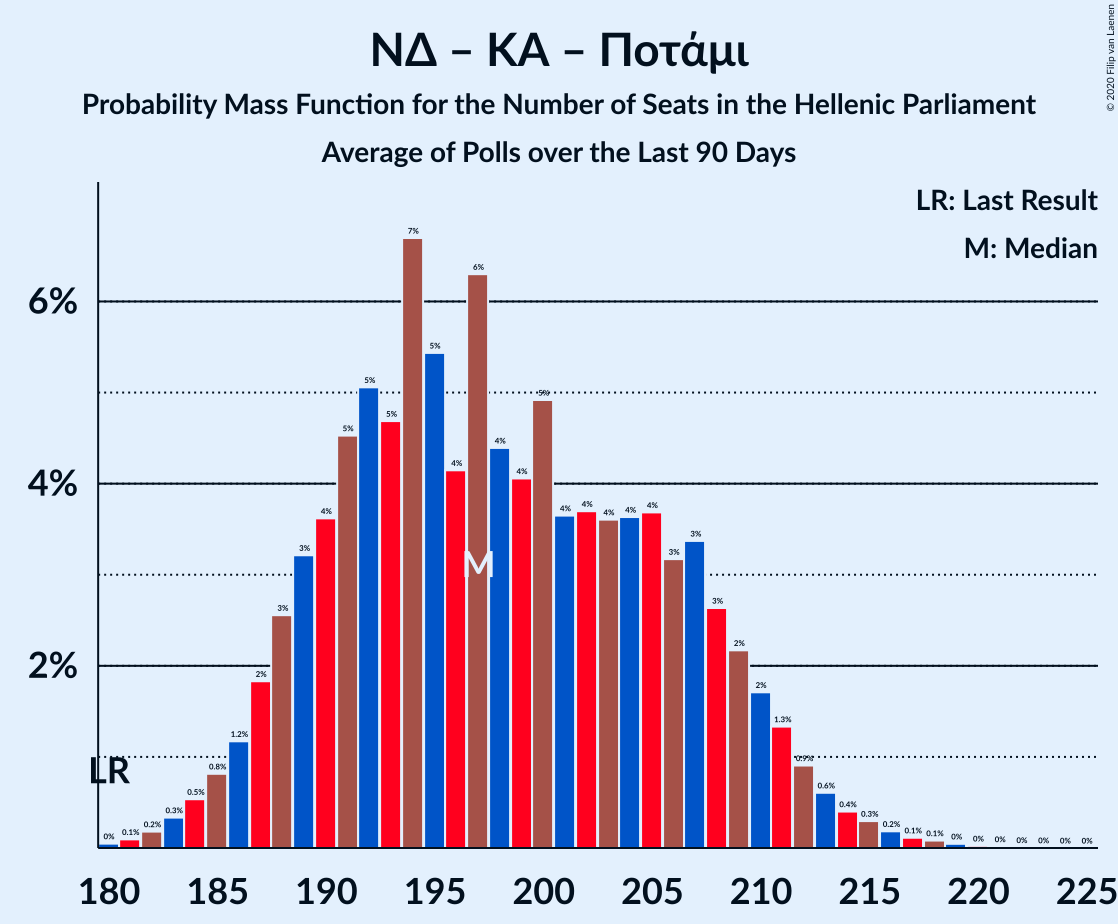 ΝΔ – ΚΑ – Ποτάμι
Probability Mass Function for the Number of Seats in the Hellenic Parliament
Average of Polls over the Last 90 Days
© 2020 Filip van Laenen
LR: Last Result
M: Median
6%
4%
2%
LR
M
0% 0.1% 0.2% 0.3% 0.5% 0.8% 1.2% 2% 3% 3% 4% 5% 5% 5% 7% 5% 4% 6% 4% 4% 5% 4% 4% 4% 4% 4% 3% 3% 3% 2% 2% 1.3% 0.9% 0.6% 0.4% 0.3% 0.2% 0.1% 0.1% 0% 0% 0% 0% 0% 0% 0%
180 185 190 195 200 205 210 215 220 225